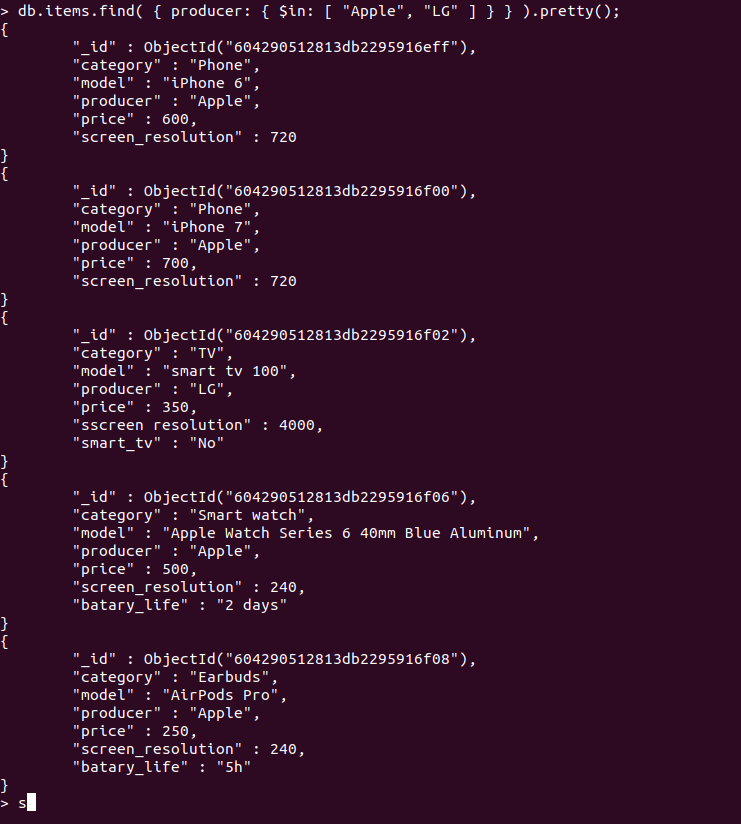 > db.items.find( { producer: { $in: [ "Apple", "LG" ] } } ).pretty();
{
        "_id" : ObjectId("604290512813db2295916eff"),
        "category" : "Phone",
        "model" : "iPhone 6",
        "producer" : "Apple",
        "price" : 600,
        "screen_resolution" : 720
}
{
        "_id" : ObjectId("604290512813db2295916f00"),
        "category" : "Phone",
        "model" : "iPhone 7",
        "producer" : "Apple",
        "price" : 700,
        "screen_resolution" : 720
}
{
        "_id" : ObjectId("604290512813db2295916f02"),
        "category" : "TV",
        "model" : "smart tv 100",
        "producer" : "LG",
        "price" : 350,
        "sscreen resolution" : 4000,
        "smart_tv" : "No"
}
{
        "_id" : ObjectId("604290512813db2295916f06"),
        "category" : "Smart watch",
        "model" : "Apple Watch Series 6 40mm Blue Aluminum",
        "producer" : "Apple",
        "price" : 500,
        "screen_resolution" : 240,
        "batary_life" : "2 days"
}
{
        "_id" : ObjectId("604290512813db2295916f08"),
        "category" : "Earbuds",
        "model" : "AirPods Pro",
        "producer" : "Apple",
        "price" : 250,
        "screen_resolution" : 240,
        "batary_life" : "5h"
}
> s